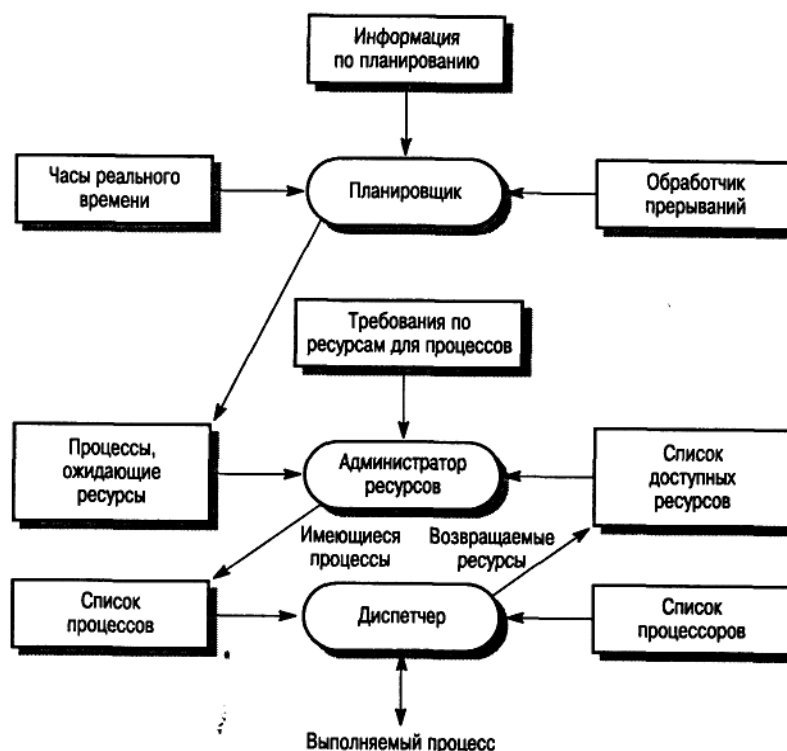 Информация
по планированию
Часы реального
времени
Планировщик
Обработчик
прерываний
Требования по
ресурсам для процессов
Процессы,
ожидающие
ресурсы
Администратор
ресурсов
Список
доступных
ресурсов
Имеющиеся
процессы
Возвращаемые
ресурсы
Список
процессов
Диспетчер
Список
процессоров
Выполняемый процесс